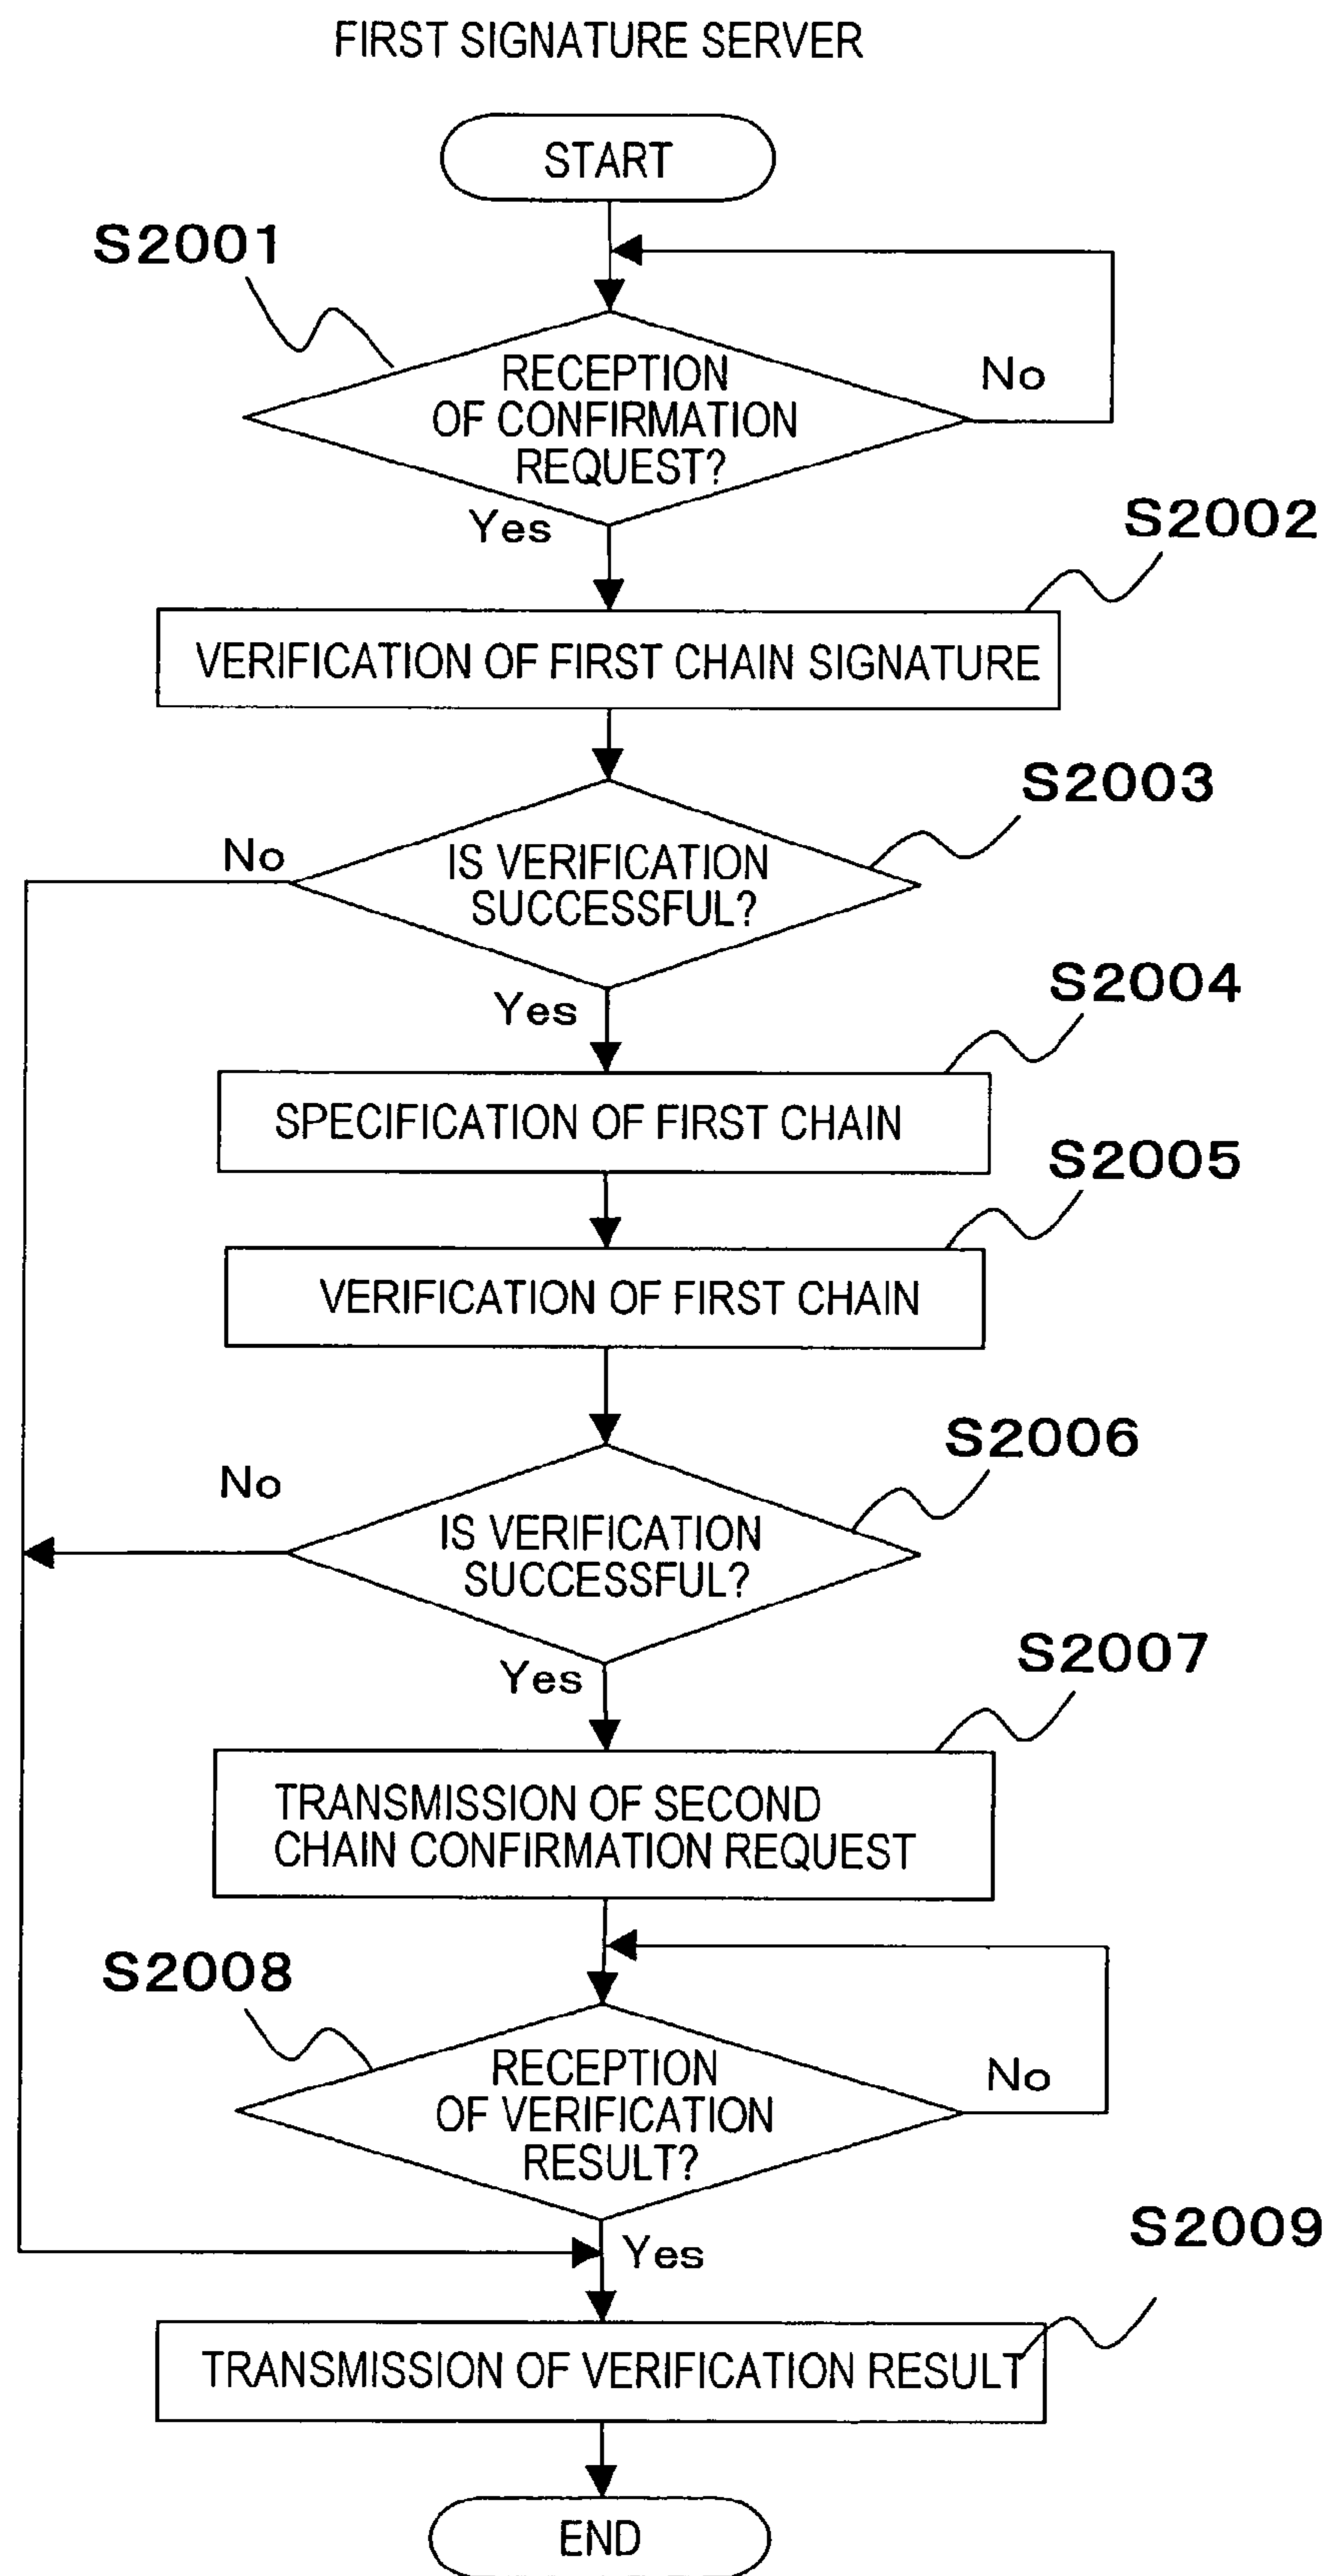 FIRST SIGNATURE SERVER
START
S2001
RECEPTION
OF CONFIRMATION
REQUEST?
No
Yes
S2002
VERIFICATION OF FIRST CHAIN SIGNATURE
S2003
No
IS VERIFICATION
SUCCESSFUL?
Yes
S2004
SPECIFICATION OF FIRST CHAIN
S2005
VERIFICATION OF FIRST CHAIN
S2006
No
IS VERIFICATION
SUCCESSFUL?
Yes
S2007
TRANSMISSION OF SECOND
CHAIN CONFIRMATION REQUEST
S2008
RECEPTION
OF VERIFICATION
RESULT?
No
Yes
S2009
TRANSMISSION OF VERIFICATION RESULT
END